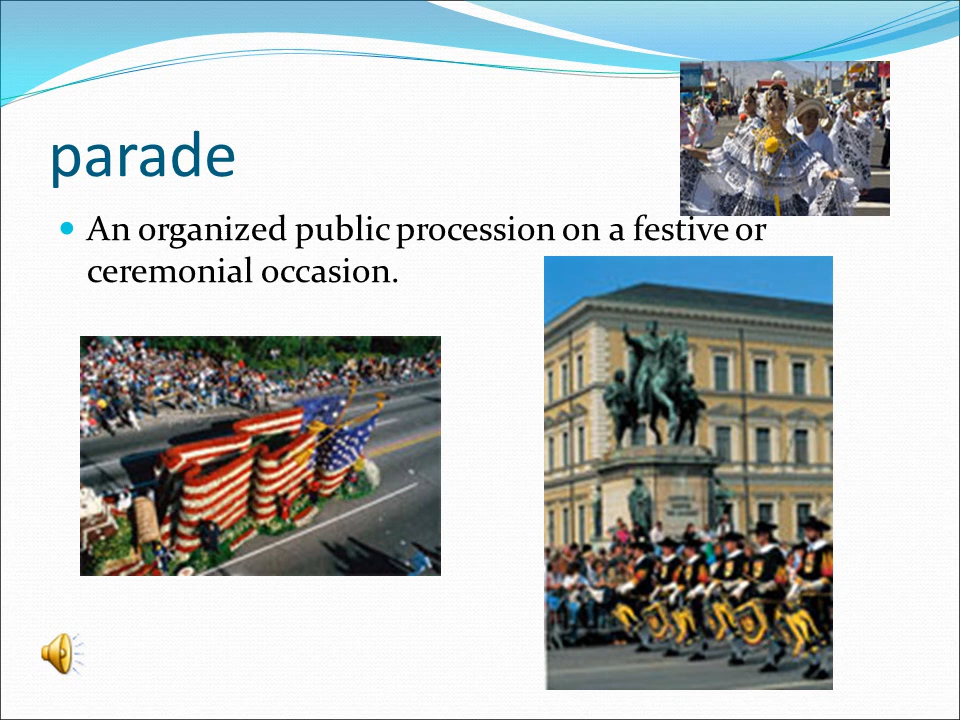 parade
An organized public procession on a festive or
ceremonial occasion.